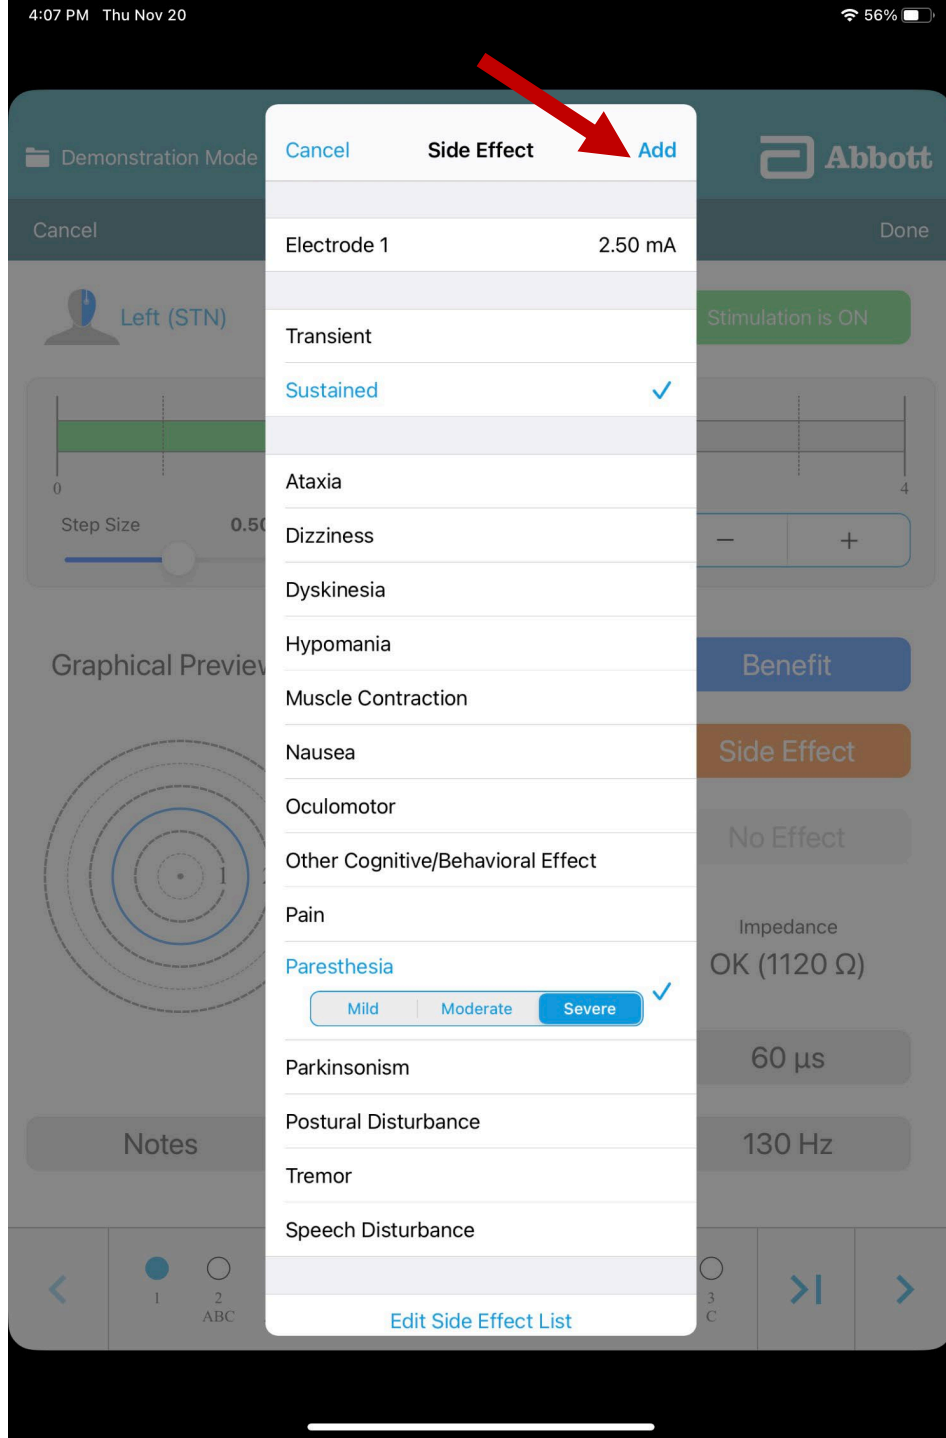 4:07 PM Thu Nov 20 56%
Demonstration Mode
Abbott
Cancel Side Effect Add
Cancel Done
Electrode 1 2.50 mA
Left (STN) Stimulation is ON
Transient
Sustained
0 4
Step Size 0.50
− +
Ataxia
Dizziness
Dyskinesia
Hypomania
Muscle Contraction
Nausea
Oculomotor
Other Cognitive/Behavioral Effect
Pain
Paresthesia
Mild Moderate Severe
Parkinsonism
Postural Disturbance
Tremor
Speech Disturbance
Edit Side Effect List
Graphical Preview
1
Benefit
Side Effect
No Effect
Impedance
OK (1120 Ω)
60 µs
Notes 130 Hz
1 2 3
ABC C